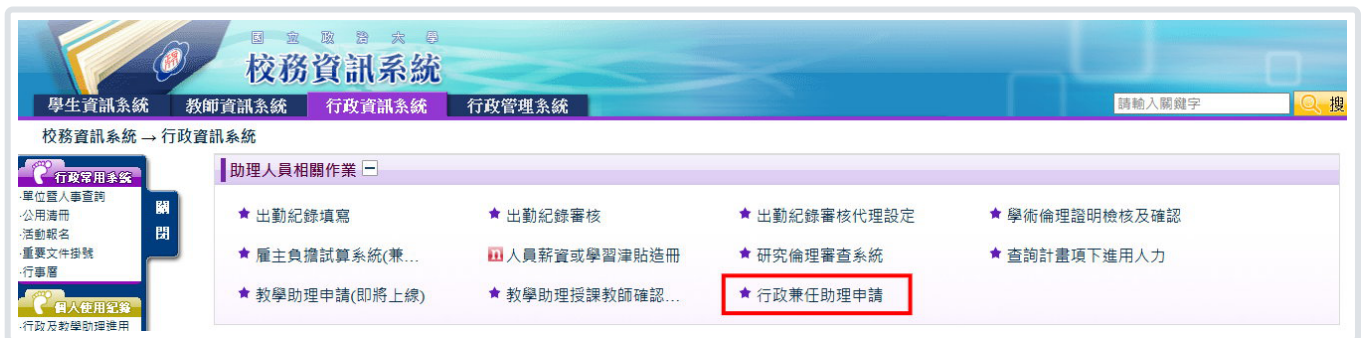 國立政治大學
校務資訊系統
學生資訊系統 教師資訊系統 行政資訊系統 行政管理系統 請輸入關鍵字 搜
校務資訊系統 → 行政資訊系統
行政常用系統
·單位暨人事查詢
·公用清冊
·活動報名
·重要文件掛號
·行事曆
關
閉
個人使用紀錄
·行政及教學助理進用
助理人員相關作業
★ 出勤紀錄填寫 ★ 出勤紀錄審核 ★ 出勤紀錄審核代理設定 ★ 學術倫理證明檢核及確認
★ 雇主負擔試算系統(兼... 人員薪資或學習津貼造冊 ★ 研究倫理審查系統 ★ 查詢計畫項下進用人力
★ 教學助理申請(即將上線) ★ 教學助理授課教師確認... ★ 行政兼任助理申請